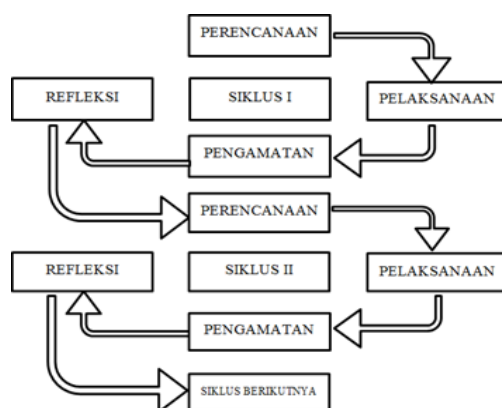 PERENCANAAN
REFLEKSI
SIKLUS I
PELAKSANAAN
PENGAMATAN
PERENCANAAN
REFLEKSI
SIKLUS II
PELAKSANAAN
PENGAMATAN
SIKLUS BERIKUTNYA